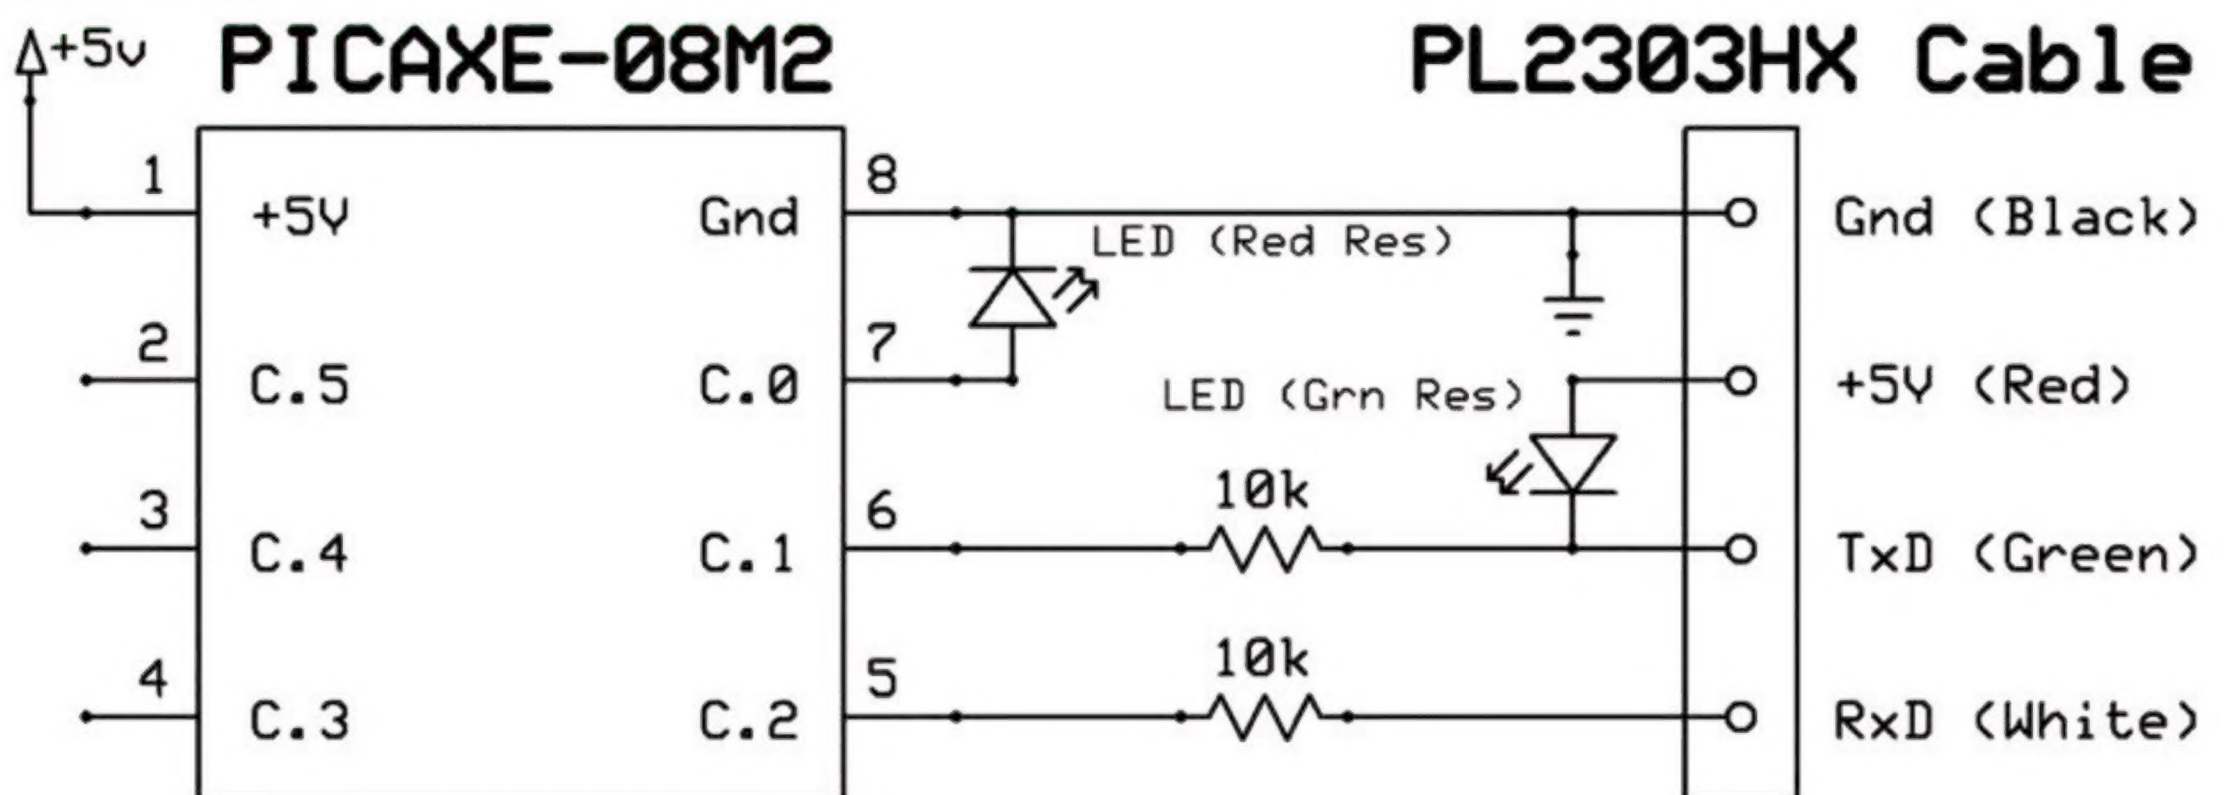 +5v PICAXE-08M2 PL2303HX Cable
1 +5V Gnd 8 Gnd (Black)
LED (Red Res)
2 C.5 C.0 7 +5V (Red)
LED (Grn Res)
10k
3 C.4 C.1 6 TxD (Green)
10k
4 C.3 C.2 5 RxD (White)